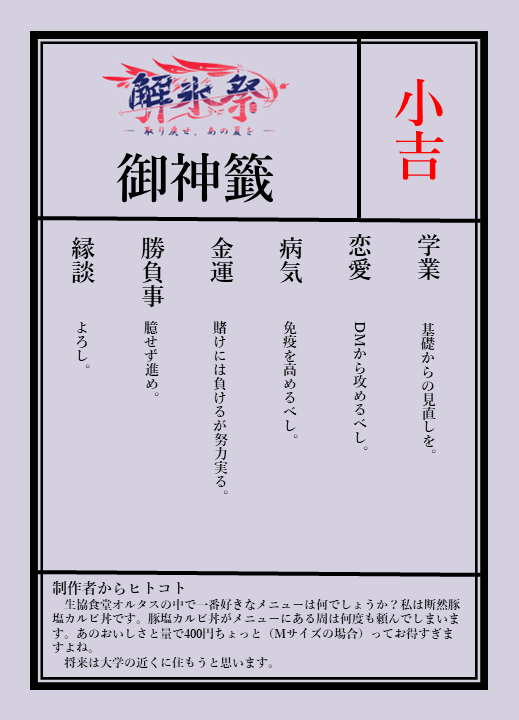 解氷祭
取り戻せ、あの夏を
御神籤
小吉
学業
基礎からの見直しを。
恋愛
DMから攻めるべし。
病気
免疫を高めるべし。
金運
賭けには負けるが努力実る。
勝負事
臆せず進め。
縁談
よろし。
制作者からヒトコト
生協食堂オルタスの中で一番好きなメニューは何でしょうか？私は断然豚
塩カルビ丼です。豚塩カルビ丼がメニューにある周は何度も頼んでしまいま
す。あのおいしさと量で400円ちょっと（Mサイズの場合）ってお得すぎま
すよね。
将来は大学の近くに住もうと思います。